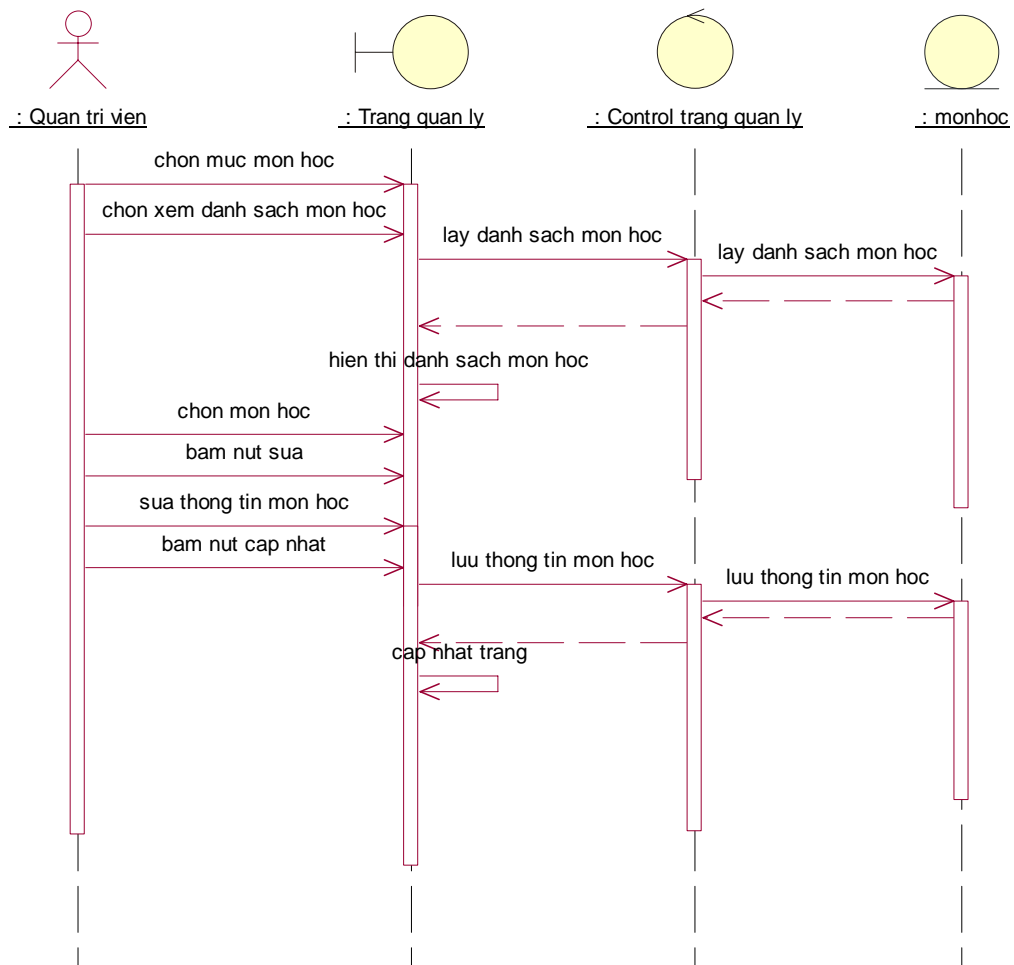 : Quan tri vien
: Trang quan ly
: Control trang quan ly
: monhoc
chon muc mon hoc
chon xem danh sach mon hoc
lay danh sach mon hoc
lay danh sach mon hoc
hien thi danh sach mon hoc
chon mon hoc
bam nut sua
sua thong tin mon hoc
bam nut cap nhat
luu thong tin mon hoc
luu thong tin mon hoc
cap nhat trang